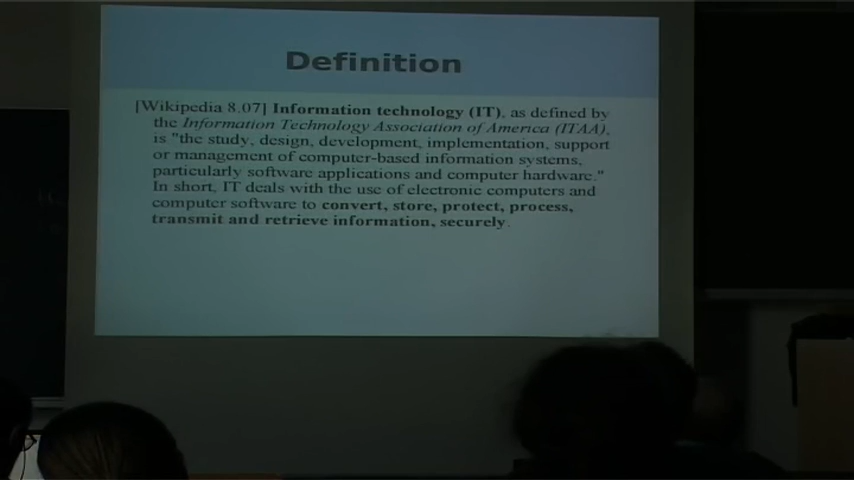 Definition
[Wikipedia 8.07] Information technology (IT), as defined by
the Information Technology Association of America (ITAA),
is "the study, design, development, implementation, support
or management of computer-based information systems,
particularly software applications and computer hardware."
In short, IT deals with the use of electronic computers and
computer software to convert, store, protect, process,
transmit and retrieve information, securely.